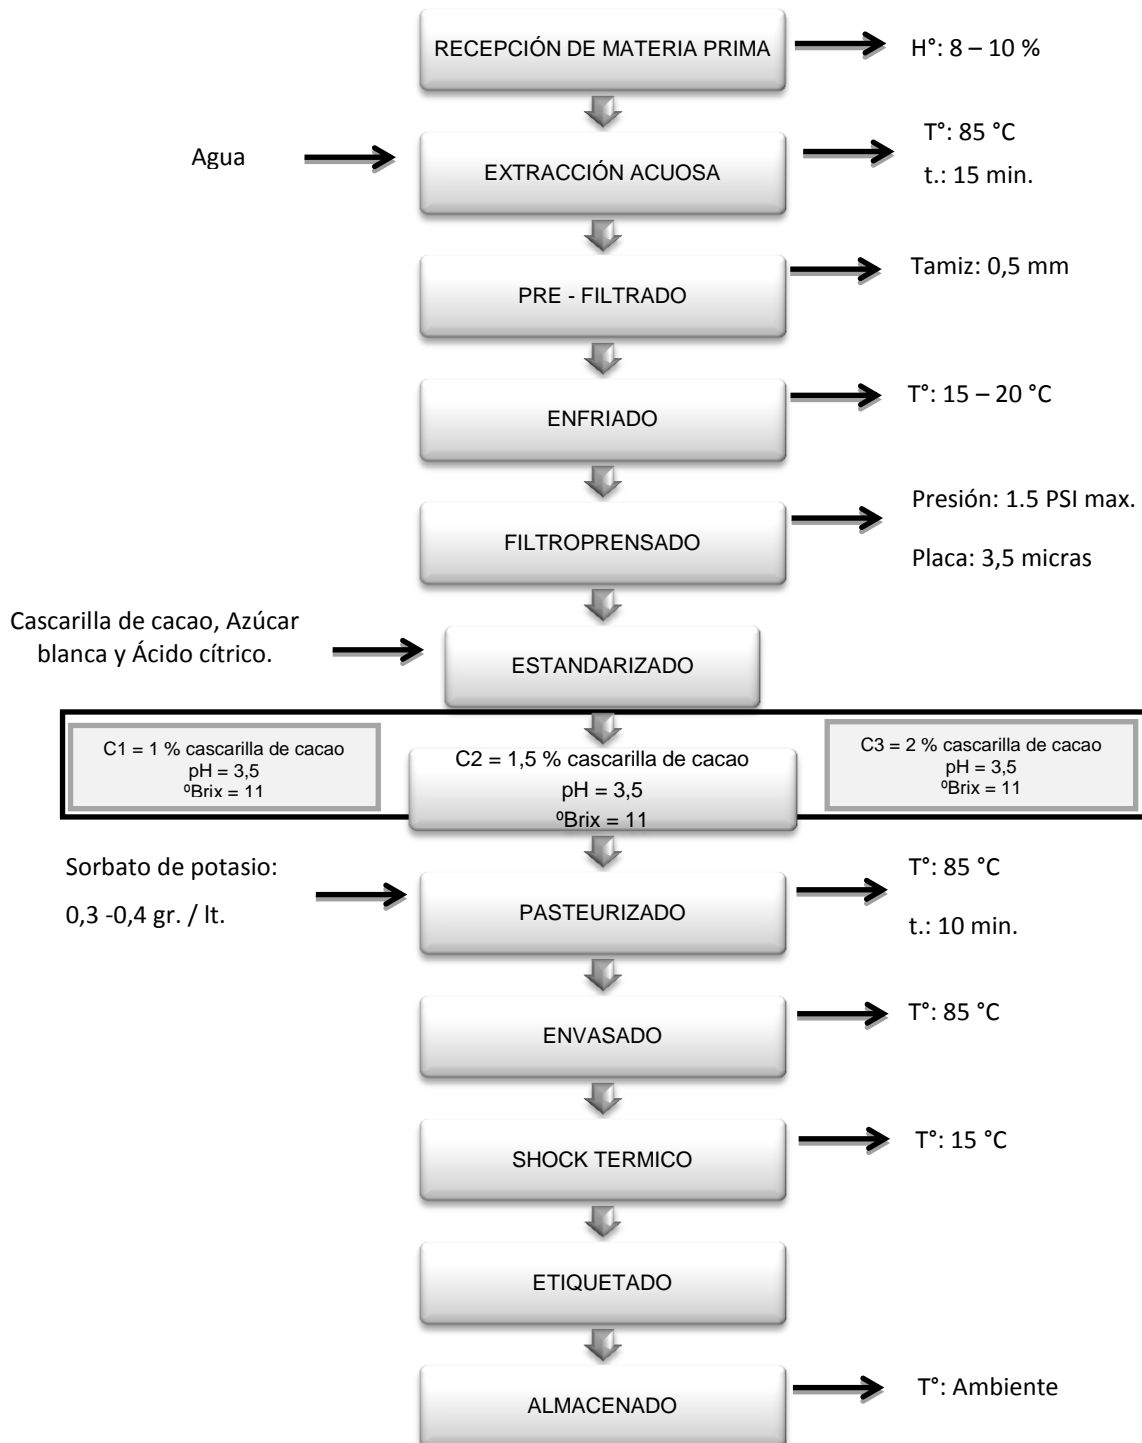 RECEPCIÓN DE MATERIA PRIMA
H°: 8 – 10 %
Agua
EXTRACCIÓN ACUOSA
T°: 85 °C
t.: 15 min.
PRE - FILTRADO
Tamiz: 0,5 mm
ENFRIADO
T°: 15 – 20 °C
FILTROPRENSADO
Presión: 1.5 PSI max.
Placa: 3,5 micras
Cascarilla de cacao, Azúcar
blanca y Ácido cítrico.
ESTANDARIZADO
C1 = 1 % cascarilla de cacao
pH = 3,5
ºBrix = 11
C2 = 1,5 % cascarilla de cacao
pH = 3,5
ºBrix = 11
C3 = 2 % cascarilla de cacao
pH = 3,5
ºBrix = 11
Sorbato de potasio:
0,3 -0,4 gr. / lt.
PASTEURIZADO
T°: 85 °C
t.: 10 min.
ENVASADO
T°: 85 °C
SHOCK TERMICO
T°: 15 °C
ETIQUETADO
ALMACENADO
T°: Ambiente